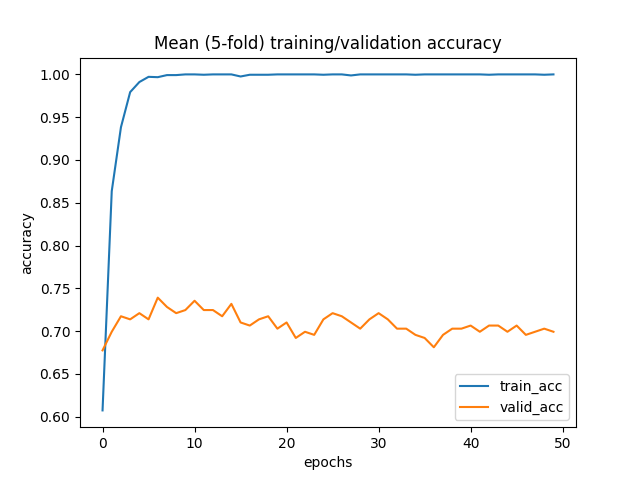 Mean (5-fold) training/validation accuracy
1.00
0.95
0.90
0.85
0.80
0.75
0.70
0.65
0.60
accuracy
train_acc
valid_acc
0 10 20 30 40 50
epochs